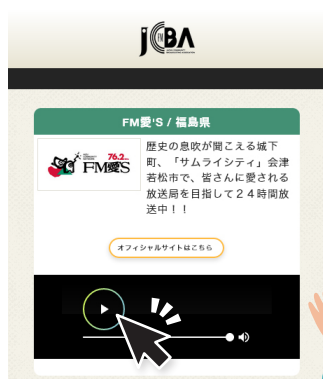 JCBA
FM愛'S / 福島県
76.2
FM愛'S
歴史の息吹が聞こえる城下
町、「サムライシティ」会津
若松市で、皆さんに愛される
放送局を目指して２４時間放
送中！！
オフィシャルサイトはこちら